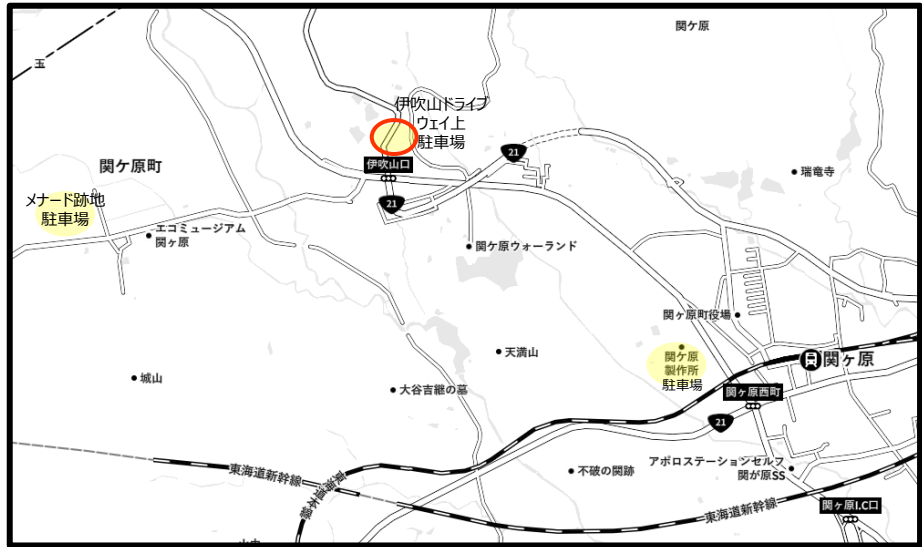 関ケ原
玉
伊吹山ドライブ
ウェイ上
駐車場
21
伊吹山口
関ケ原町
瑞竜寺
メナード跡地
駐車場
21
エコミュージアム
関ヶ原
関ケ原ウォーランド
関ヶ原町役場
天満山
関ケ原
製作所
駐車場
関ヶ原
城山
大谷吉継の墓
関ヶ原西町
21
アポロステーションセルフ
関が原SS
不破の関跡
東海道新幹線
東海道本線
関ヶ原I.C口
東海道新幹線